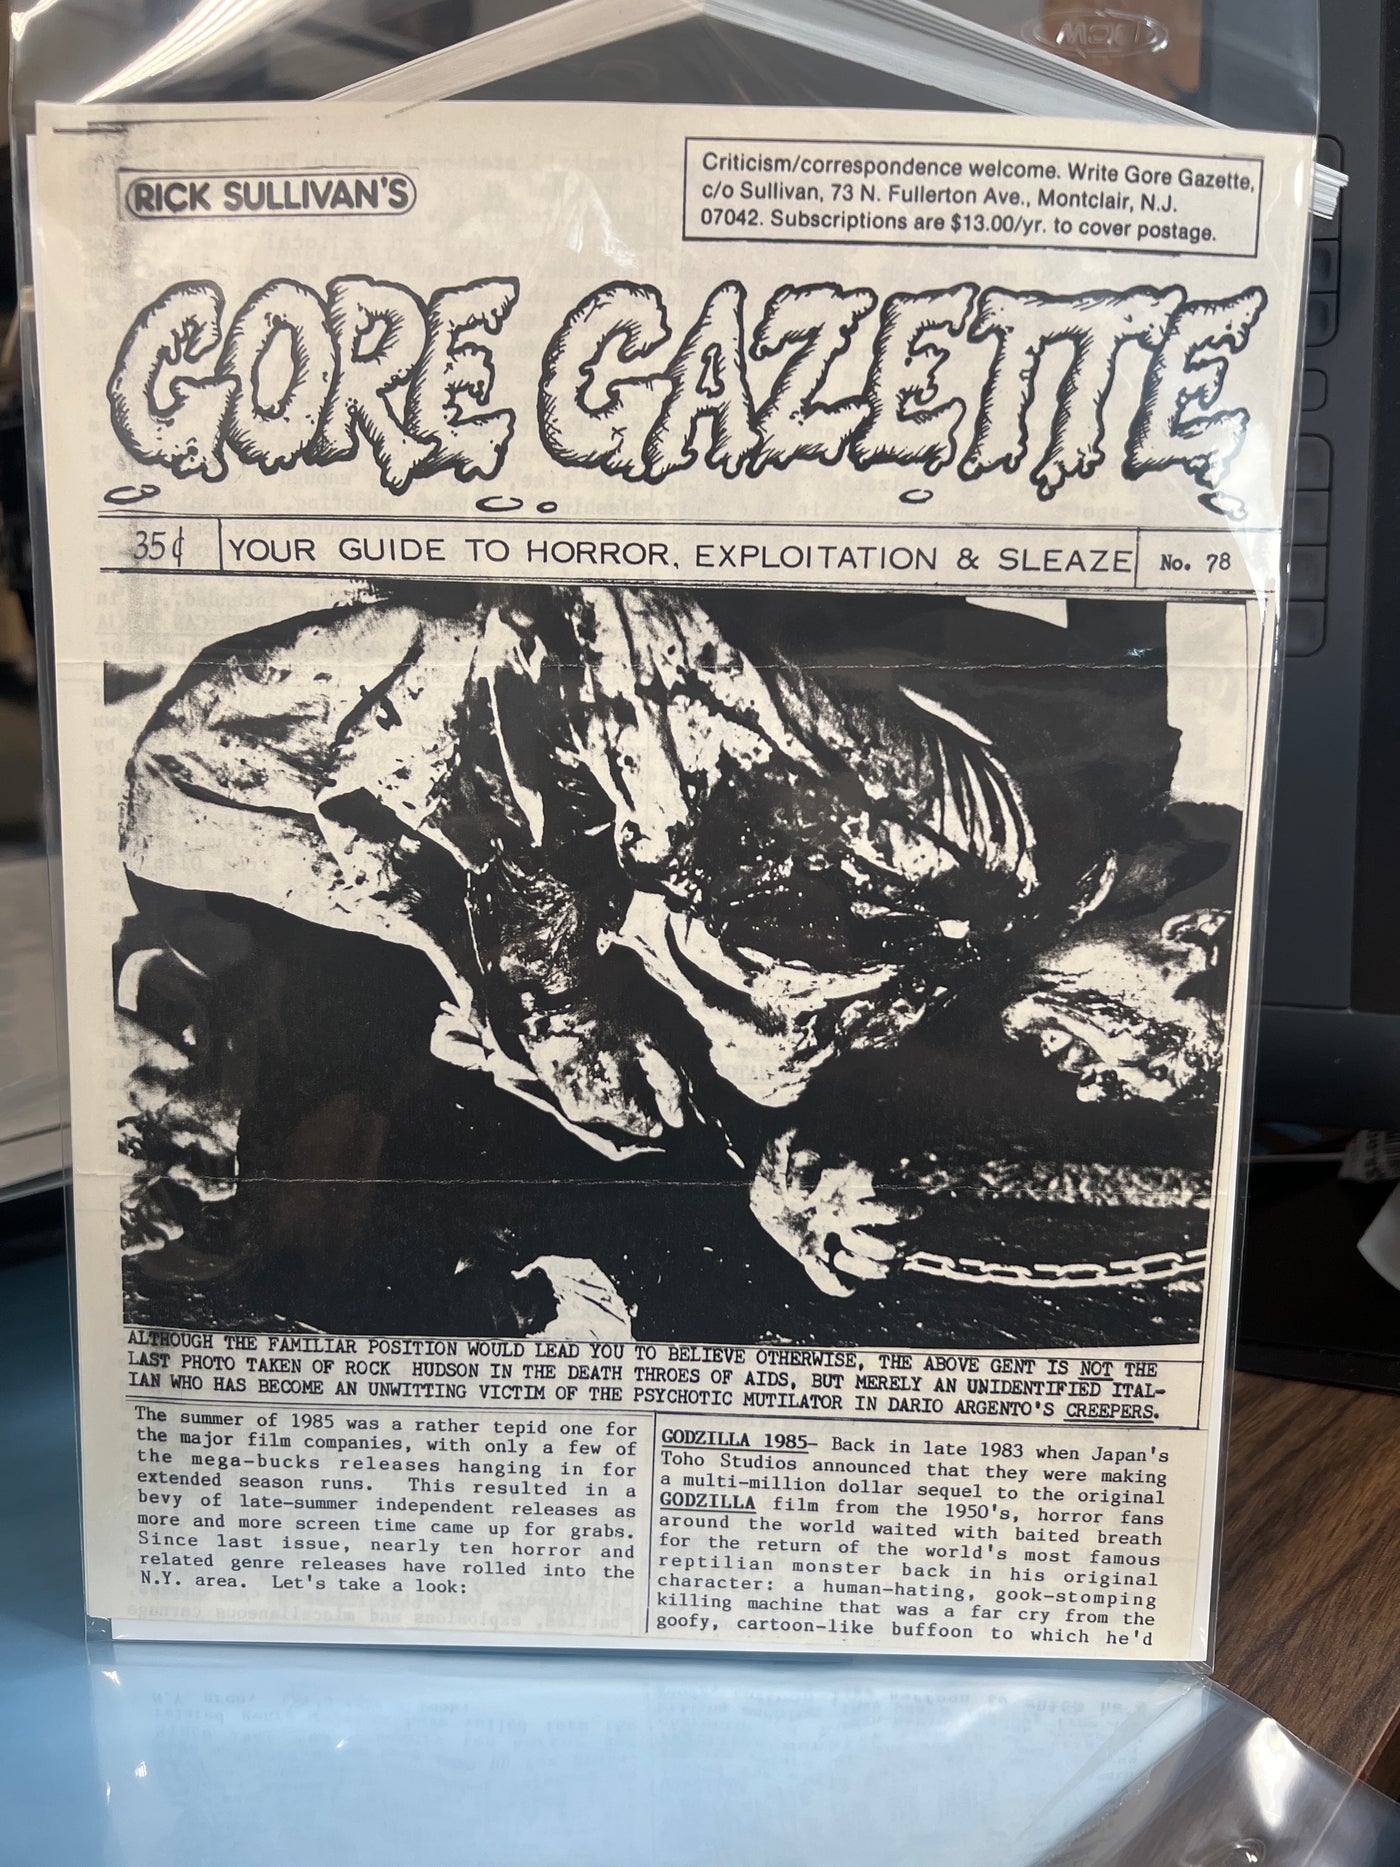 RICK SULLIVAN'S
Criticism/correspondence welcome. Write Gore Gazette,
c/o Sullivan, 73 N. Fullerton Ave., Montclair, N.J.
07042. Subscriptions are $13.00/yr. to cover postage.
GORE GAZETTE
35¢ YOUR GUIDE TO HORROR, EXPLOITATION & SLEAZE No. 78
ALTHOUGH THE FAMILIAR POSITION WOULD LEAD YOU TO BELIEVE OTHERWISE, THE ABOVE GENT IS NOT THE
LAST PHOTO TAKEN OF ROCK HUDSON IN THE DEATH THROES OF AIDS, BUT MERELY AN UNIDENTIFIED ITAL-
IAN WHO HAS BECOME AN UNWITTING VICTIM OF THE PSYCHOTIC MUTILATOR IN DARIO ARGENTO'S CREEPERS.
The summer of 1985 was a rather tepid one for
the major film companies, with only a few of
the mega-bucks releases hanging in for
extended season runs. This resulted in a
bevy of late-summer independent releases as
more and more screen time came up for grabs.
Since last issue, nearly ten horror and
related genre releases have rolled into the
N.Y. area. Let's take a look:
GODZILLA 1985- Back in late 1983 when Japan's
Toho Studios announced that they were making
a multi-million dollar sequel to the original
GODZILLA film from the 1950's, horror fans
around the world waited with baited breath
for the return of the world's most famous
reptilian monster back in his original
character: a human-hating, gook-stomping
killing machine that was a far cry from the
goofy, cartoon-like buffoon to which he'd